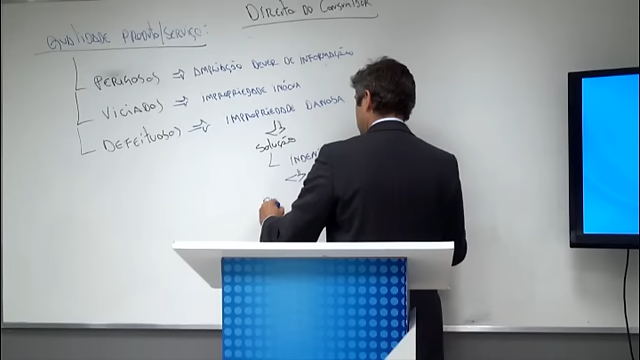 Direito do Consumidor
Qualidade Produto/Serviço:
Perigosos ⇒ Ampliação Dever de Informação
Viciados ⇒ Impropriedade Inócua
Defeituosos ⇒ Impropriedade Danosa
Solução